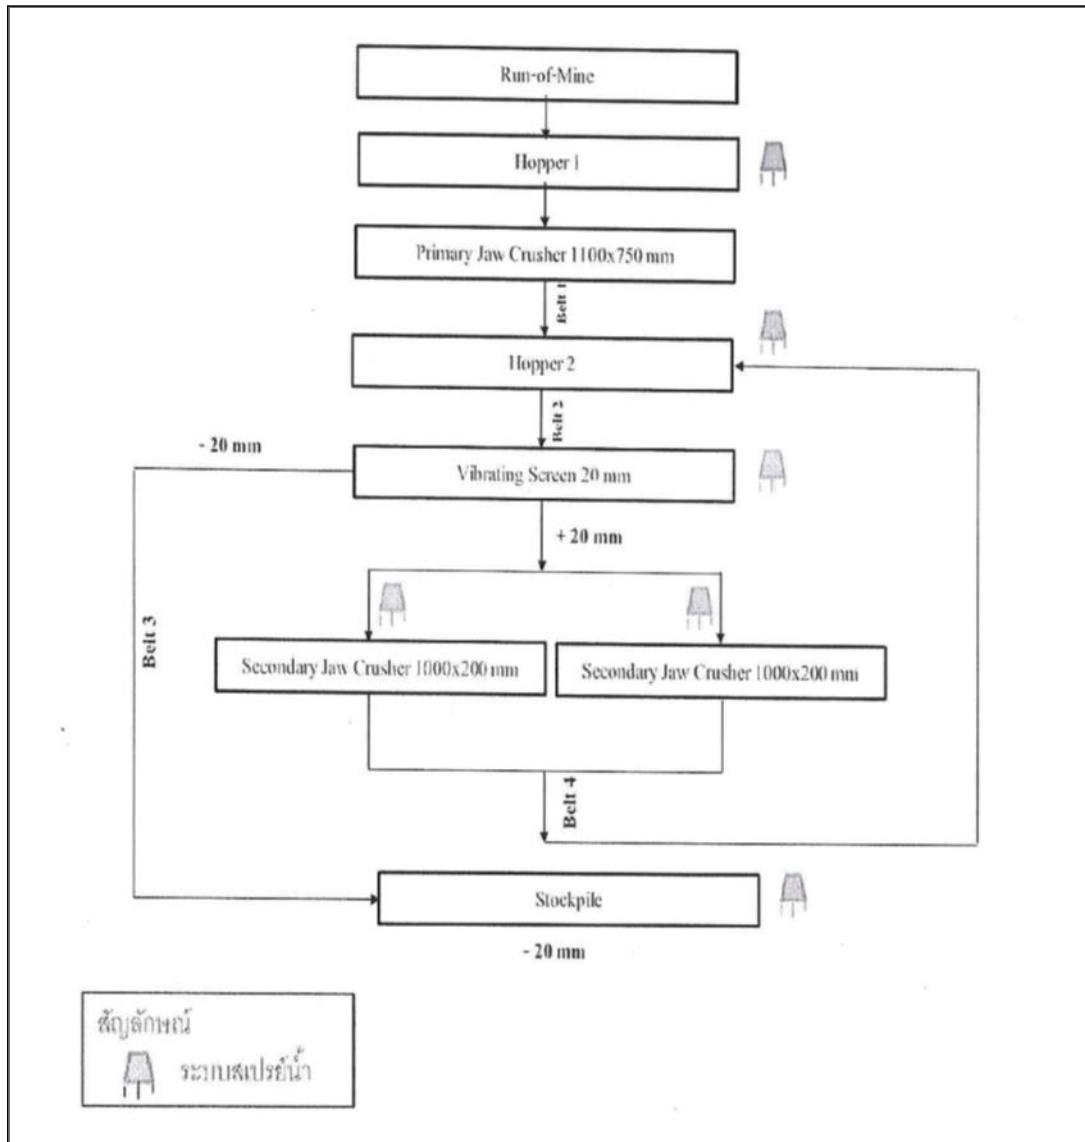 Run-of-Mine
Hopper 1
Primary Jaw Crusher 1100x750 mm
Belt 1
Hopper 2
Belt 2
- 20 mm
Vibrating Screen 20 mm
+ 20 mm
Belt 3
Secondary Jaw Crusher 1000x200 mm
Secondary Jaw Crusher 1000x200 mm
Belt 4
Stockpile
- 20 mm
สัญลักษณ์
ระบบสเปรย์น้ำ